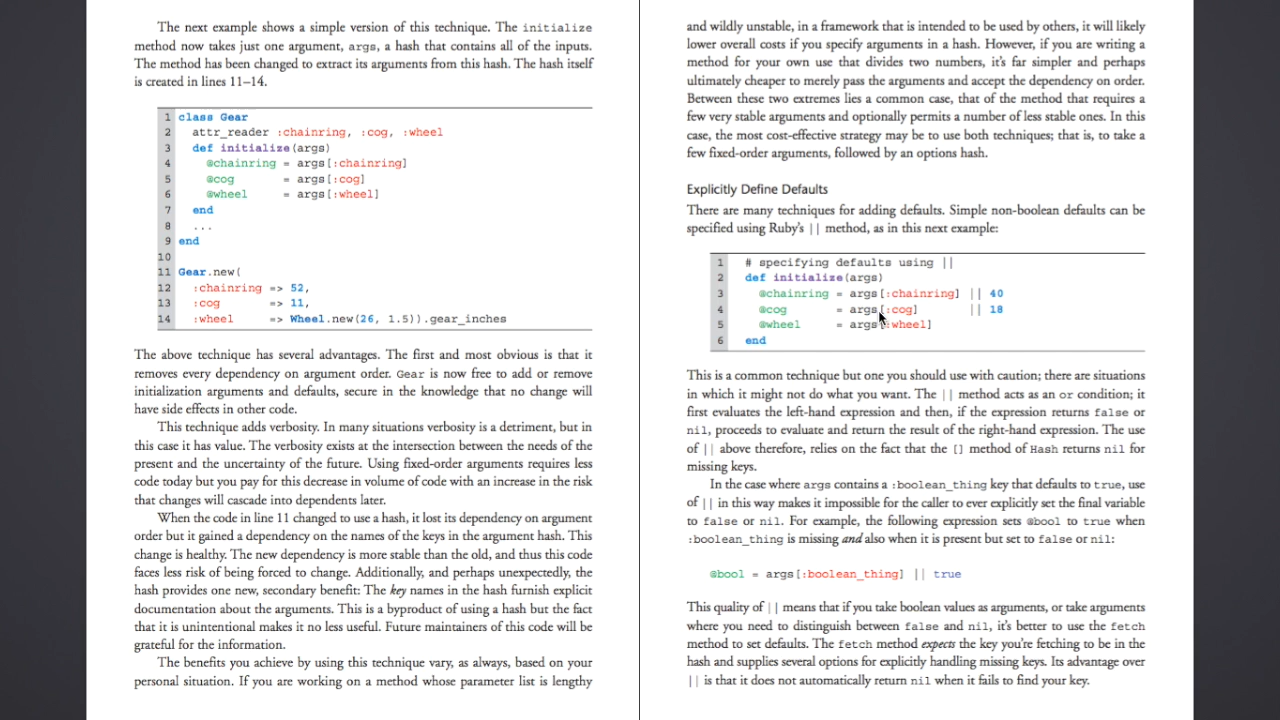 The next example shows a simple version of this technique. The initialize
method now takes just one argument, args, a hash that contains all of the inputs.
The method has been changed to extract its arguments from this hash. The hash itself
is created in lines 11–14.
1 class Gear
2 attr_reader :chainring, :cog, :wheel
3 def initialize(args)
4 @chainring = args[:chainring]
5 @cog = args[:cog]
6 @wheel = args[:wheel]
7 end
8 ...
9 end
10
11 Gear.new(
12 :chainring => 52,
13 :cog => 11,
14 :wheel => Wheel.new(26, 1.5)).gear_inches
The above technique has several advantages. The first and most obvious is that it
removes every dependency on argument order. Gear is now free to add or remove
initialization arguments and defaults, secure in the knowledge that no change will
have side effects in other code.
This technique adds verbosity. In many situations verbosity is a detriment, but in
this case it has value. The verbosity exists at the intersection between the needs of the
present and the uncertainty of the future. Using fixed-order arguments requires less
code today but you pay for this decrease in volume of code with an increase in the risk
that changes will cascade into dependents later.
When the code in line 11 changed to use a hash, it lost its dependency on argument
order but it gained a dependency on the names of the keys in the argument hash. This
change is healthy. The new dependency is more stable than the old, and thus this code
faces less risk of being forced to change. Additionally, and perhaps unexpectedly, the
hash provides one new, secondary benefit: The key names in the hash furnish explicit
documentation about the arguments. This is a byproduct of using a hash but the fact
that it is unintentional makes it no less useful. Future maintainers of this code will be
grateful for the information.
The benefits you achieve by using this technique vary, as always, based on your
personal situation. If you are working on a method whose parameter list is lengthy
and wildly unstable, in a framework that is intended to be used by others, it will likely
lower overall costs if you specify arguments in a hash. However, if you are writing a
method for your own use that divides two numbers, it's far simpler and perhaps
ultimately cheaper to merely pass the arguments and accept the dependency on order.
Between these two extremes lies a common case, that of the method that requires a
few very stable arguments and optionally permits a number of less stable ones. In this
case, the most cost-effective strategy may be to use both techniques; that is, to take a
few fixed-order arguments, followed by an options hash.
Explicitly Define Defaults
There are many techniques for adding defaults. Simple non-boolean defaults can be
specified using Ruby's || method, as in this next example:
1 # specifying defaults using ||
2 def initialize(args)
3 @chainring = args[:chainring] || 40
4 @cog = args[:cog] || 18
5 @wheel = args[:wheel]
6 end
This is a common technique but one you should use with caution; there are situations
in which it might not do what you want. The || method acts as an or condition; it
first evaluates the left-hand expression and then, if the expression returns false or
nil, proceeds to evaluate and return the result of the right-hand expression. The use
of || above therefore, relies on the fact that the [] method of Hash returns nil for
missing keys.
In the case where args contains a :boolean_thing key that defaults to true, use
of || in this way makes it impossible for the caller to ever explicitly set the final variable
to false or nil. For example, the following expression sets @bool to true when
:boolean_thing is missing and also when it is present but set to false or nil:
@bool = args[:boolean_thing] || true
This quality of || means that if you take boolean values as arguments, or take arguments
where you need to distinguish between false and nil, it's better to use the fetch
method to set defaults. The fetch method expects the key you're fetching to be in the
hash and supplies several options for explicitly handling missing keys. Its advantage over
|| is that it does not automatically return nil when it fails to find your key.